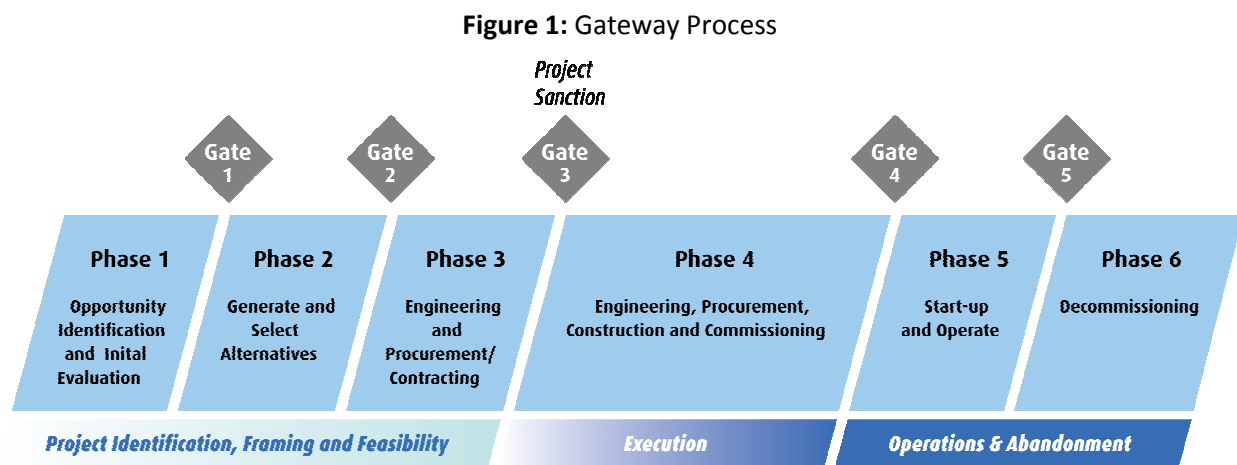 Figure 1: Gateway Process
Project
Sanction
Gate
1
Gate
2
Gate
3
Gate
4
Gate
5
Phase 1
Opportunity
Identification
and Inital
Evaluation
Phase 2
Generate and
Select
Alternatives
Phase 3
Engineering
and
Procurement/
Contracting
Phase 4
Engineering, Procurement,
Construction and Commissioning
Phase 5
Start-up
and Operate
Phase 6
Decommissioning
Project Identification, Framing and Feasibility
Execution
Operations & Abandonment